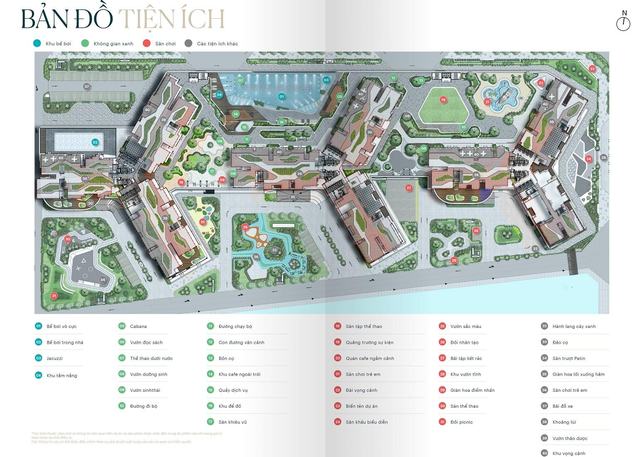 BẢN ĐỒ TIỆN ÍCH
N
Khu bể bơi
Không gian xanh
Sân chơi
Các tiện ích khác
Bể bơi vô cực
Bể bơi trong nhà
Jacuzzi
Khu tắm nắng
Cabana
Vườn đọc sách
Thể thao dưới nước
Vườn dưỡng sinh
Vườn sinh thái
Đường đi bộ
Đường chạy bộ
Con đường vân cảnh
Bồn nọ
Khu cafe ngoài trời
Quầy dịch vụ
Khu để đồ
Sân khiêu vũ
Sân tập thể thao
Quảng trường sự kiện
Quán cafe ngắm cảnh
Sân chơi trẻ em
Đài vọng cảnh
Biển tên dự án
Sân khấu biểu diễn
Vườn sắc màu
Đồi nhân tạo
Bãi tập kết rác
Khu vườn tĩnh
Giàn hoa điểm nhấn
Sân thể thao
Đồi picnic
Hành lang cây xanh
Đảo cọ
Sân trượt Patin
Giàn hoa lối xuống hầm
Sân chơi trẻ em
Bãi đỗ xe
Khoảng lùi
Vườn thảo dược
Khu vọng cảnh